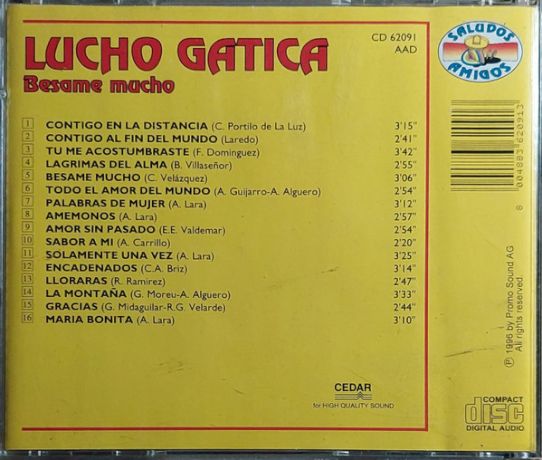 LUCHO GATICA
Besame mucho
CD 62091
AAD
SALUDOS
AMIGOS
1 CONTIGO EN LA DISTANCIA (C. Portilo de La Luz) 3'15"
2 CONTIGO AL FIN DEL MUNDO (Laredo) 2'41"
3 TU ME ACOSTUMBRASTE (F. Dominguez) 3'42"
4 LAGRIMAS DEL ALMA (B. Villaseñor) 2'55"
5 BESAME MUCHO (C. Velázquez) 3'06"
6 TODO EL AMOR DEL MUNDO (A. Guijarro-A. Alguero) 2'54"
7 PALABRAS DE MUJER (A. Lara) 3'12"
8 AMEMONOS (A. Lara) 2'57"
9 AMOR SIN PASADO (E.E. Valdemar) 2'54"
10 SABOR A MI (A. Carrillo) 2'20"
11 SOLAMENTE UNA VEZ (A. Lara) 3'25"
12 ENCADENADOS (C.A. Briz) 3'14"
13 LLORARAS (R. Ramirez) 2'47"
14 LA MONTAÑA (G. Moreu-A. Alguero) 3'33"
15 GRACIAS (G. Midaguilar-R.G. Velarde) 2'44"
16 MARIA BONITA (A. Lara) 3'10"
8 004883 620913
℗ 1996 by Promo Sound AG
All rights reserved
CEDAR
for HIGH QUALITY SOUND
COMPACT
disc
DIGITAL AUDIO